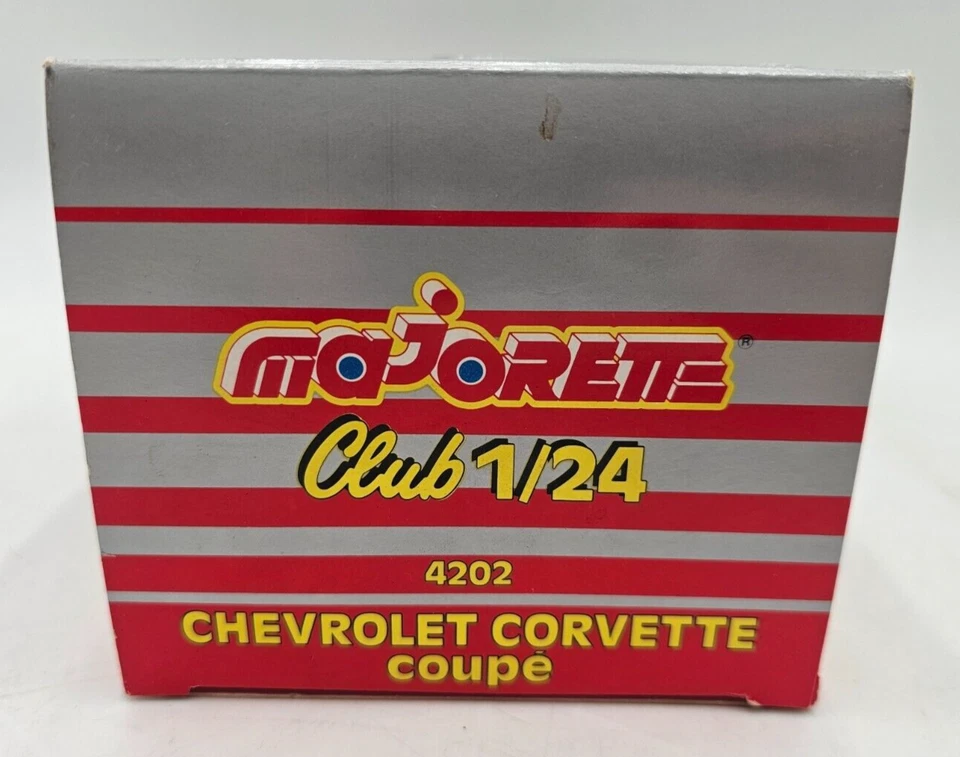 majorette ®
Club 1/24
4202
CHEVROLET CORVETTE
coupé